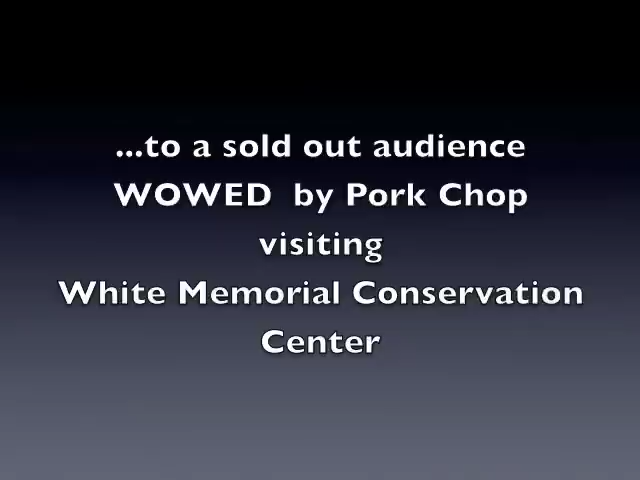 ...to a sold out audience
WOWED  by Pork Chop
visiting
White Memorial Conservation
Center